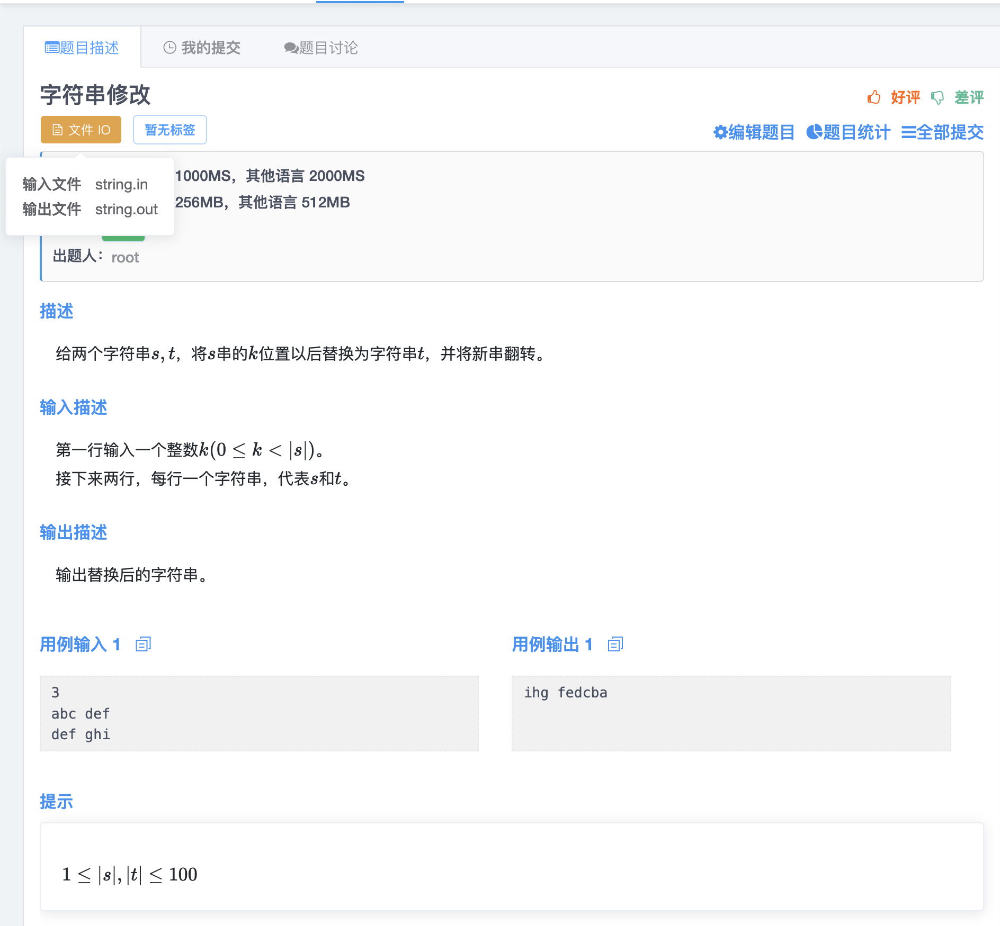 题目描述 我的提交 题目讨论
字符串修改
好评 差评
文件 IO 暂无标签
编辑题目 题目统计 全部提交
输入文件 string.in
输出文件 string.out
1000MS，其他语言 2000MS
256MB，其他语言 512MB
出题人： root
描述
给两个字符串s, t，将s串的k位置以后替换为字符串t，并将新串翻转。
输入描述
第一行输入一个整数k(0 ≤ k < |s|)。
接下来两行，每行一个字符串，代表s和t。
输出描述
输出替换后的字符串。
用例输入 1
3
abc def
def ghi
用例输出 1
ihg fedcba
提示
1 ≤ |s|, |t| ≤ 100